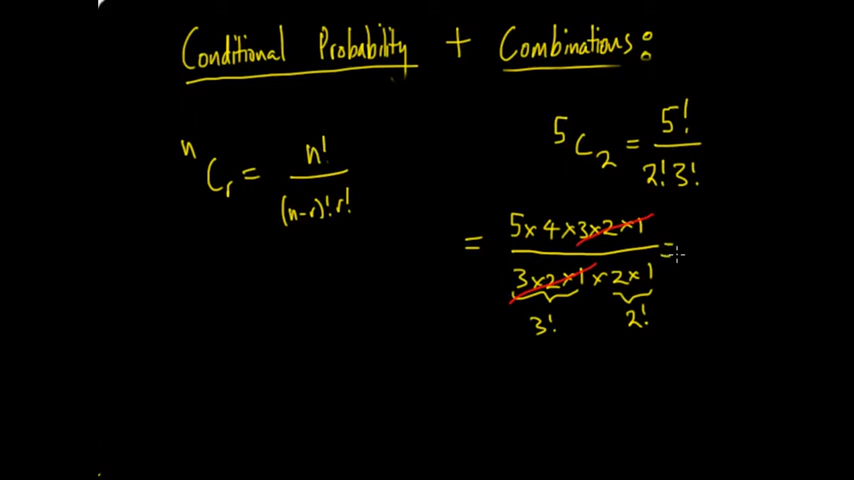 Conditional Probability + Combinations:
nCr = n! / (n-r)! r!
5C2 = 5! / 2! 3!
= 5 x 4 x 3 x 2 x 1 / 3 x 2 x 1 x 2 x 1 =
3! 2!